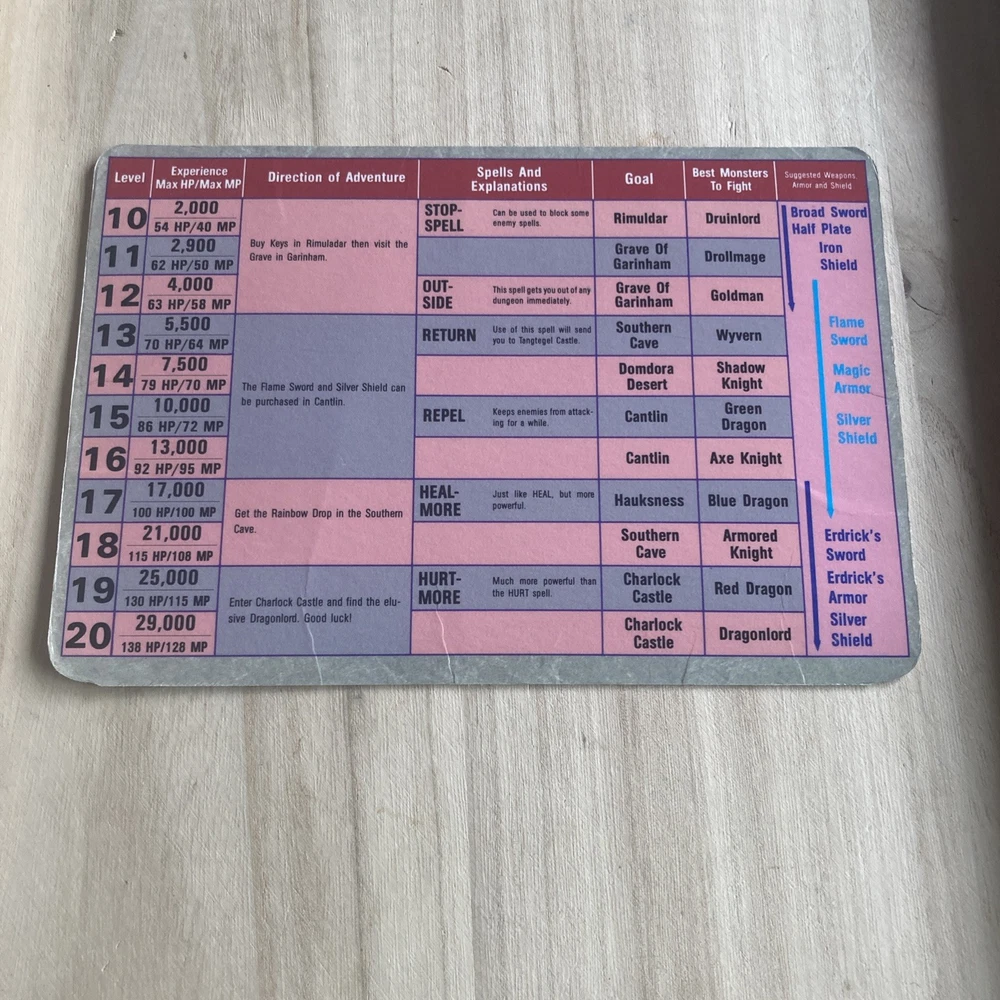 Level
Experience
Max HP/Max MP
Direction of Adventure
Spells And
Explanations
Goal
Best Monsters
To Fight
Suggested Weapons,
Armor and Shield
10
2,000
54 HP/40 MP
Buy Keys in Rimuladar then visit the
Grave in Garinham.
STOP-
SPELL
Can be used to block some
enemy spells.
Rimuldar
Druinlord
Broad Sword
Half Plate
Iron
Shield
11
2,900
62 HP/50 MP
Grave Of
Garinham
Drollmage
12
4,000
63 HP/58 MP
OUT-
SIDE
This spell gets you out of any
dungeon immediately.
Grave Of
Garinham
Goldman
13
5,500
70 HP/64 MP
The Flame Sword and Silver Shield can
be purchased in Cantlin.
RETURN
Use of this spell will send
you to Tangtegel Castle.
Southern
Cave
Wyvern
Flame
Sword
14
7,500
79 HP/70 MP
Domdora
Desert
Shadow
Knight
Magic
Armor
15
10,000
86 HP/72 MP
REPEL
Keeps enemies from attack-
ing for a while.
Cantlin
Green
Dragon
Silver
Shield
16
13,000
92 HP/95 MP
Cantlin
Axe Knight
17
17,000
100 HP/100 MP
Get the Rainbow Drop in the Southern
Cave.
HEAL-
MORE
Just like HEAL, but more
powerful.
Hauksness
Blue Dragon
18
21,000
115 HP/108 MP
Southern
Cave
Armored
Knight
Erdrick's
Sword
19
25,000
130 HP/115 MP
Enter Charlock Castle and find the elu-
sive Dragonlord. Good luck!
HURT-
MORE
Much more powerful than
the HURT spell.
Charlock
Castle
Red Dragon
Erdrick's
Armor
20
29,000
138 HP/128 MP
Charlock
Castle
Dragonlord
Silver
Shield